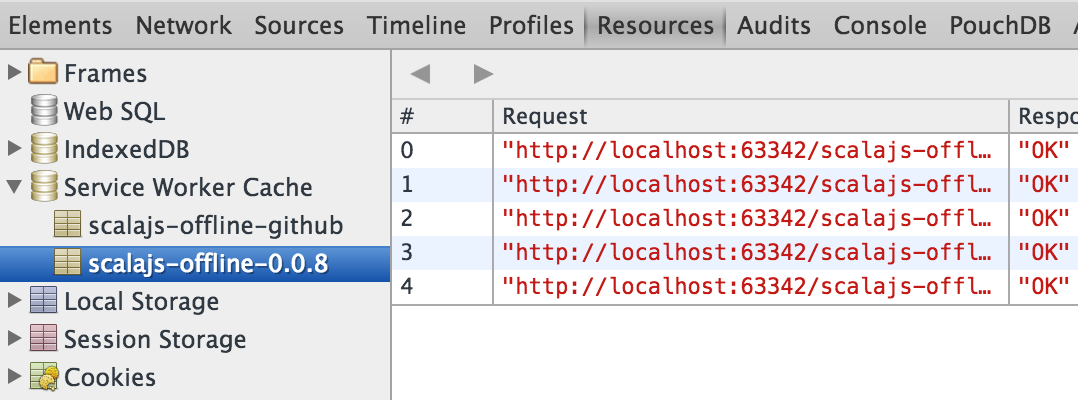 Elements Network Sources Timeline Profiles Resources Audits Console PouchDB
Frames
Web SQL
IndexedDB
Service Worker Cache
scalajs-offline-github
scalajs-offline-0.0.8
Local Storage
Session Storage
Cookies
# Request Respo
0 "http://localhost:63342/scalajs-offl… "OK"
1 "http://localhost:63342/scalajs-offl… "OK"
2 "http://localhost:63342/scalajs-offl… "OK"
3 "http://localhost:63342/scalajs-offl… "OK"
4 "http://localhost:63342/scalajs-offl… "OK"